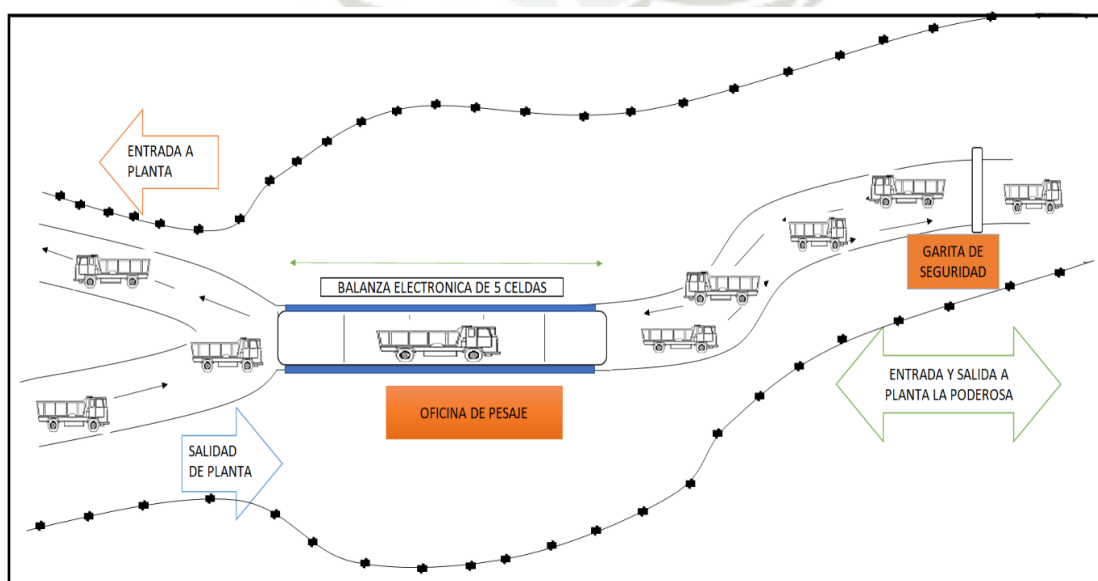 ENTRADA A
PLANTA
BALANZA ELECTRONICA DE 5 CELDAS
GARITA DE
SEGURIDAD
OFICINA DE PESAJE
ENTRADA Y SALIDA A
PLANTA LA PODEROSA
SALIDAD
DE PLANTA